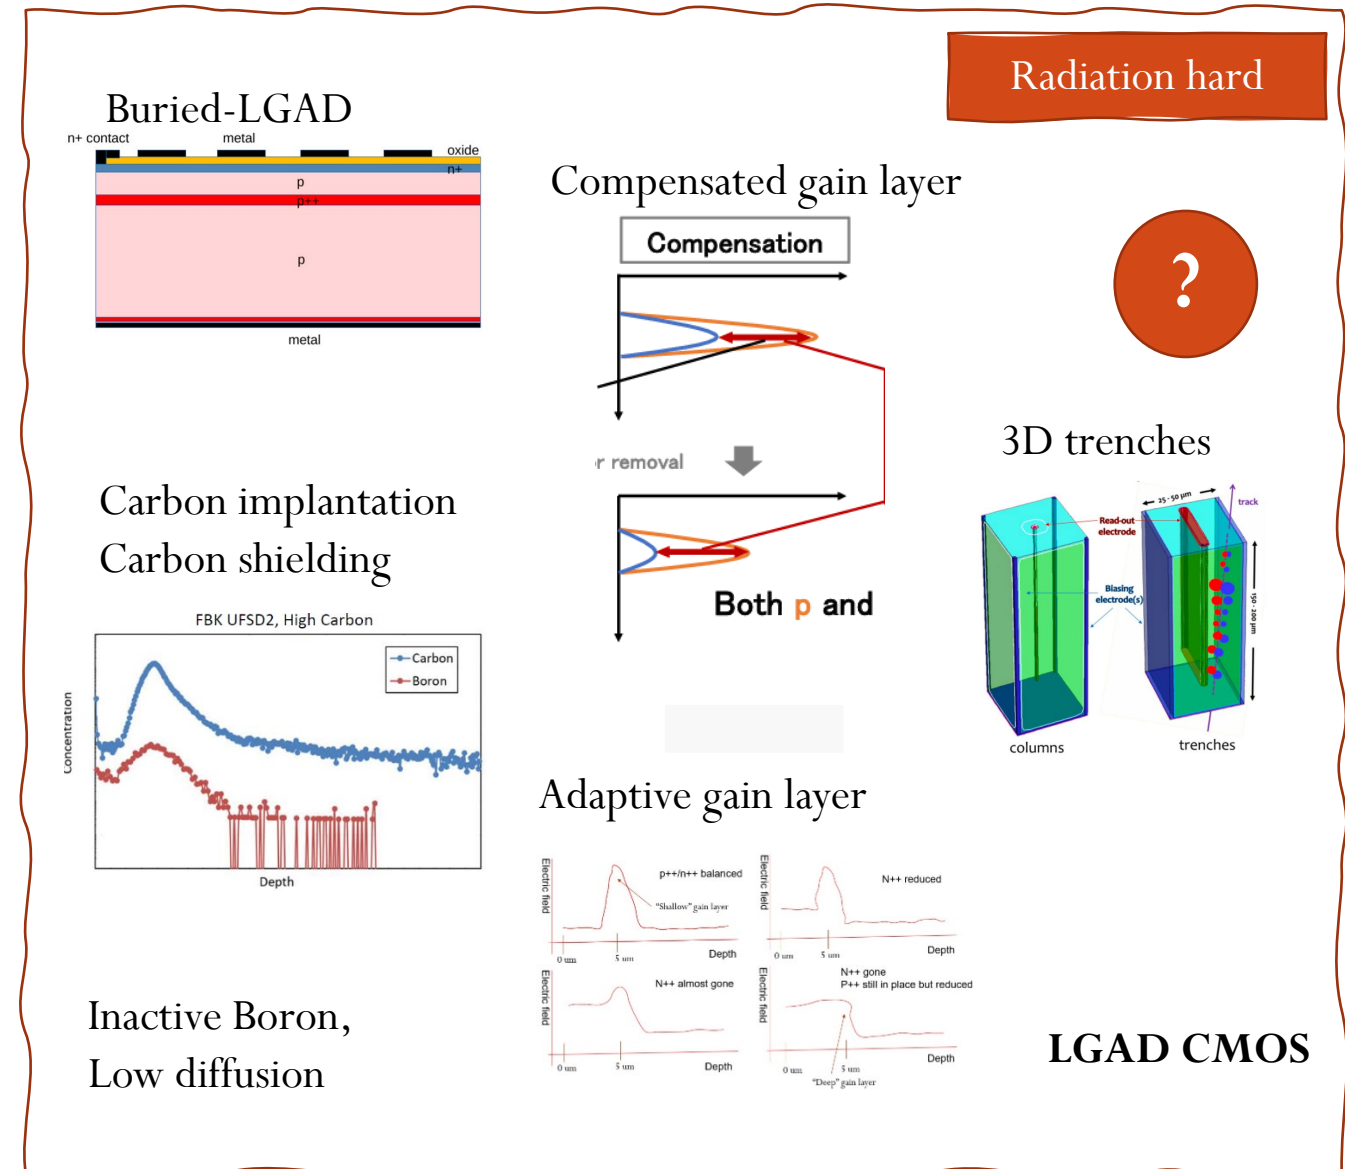 Radiation hard
Buried-LGAD
n+ contact
metal
oxide
n+
p
p++
p
metal
Compensated gain layer
Compensation
r removal
Both p and
?
3D trenches
25 - 50 µm
track
Read-out
electrode
Biasing
electrode(s)
150 - 200 µm
columns
trenches
Carbon implantation
Carbon shielding
FBK UFSD2, High Carbon
Carbon
Boron
Concentration
Depth
Adaptive gain layer
Electric field
p++/n++ balanced
"Shallow" gain layer
0 um
5 um
Depth
Electric field
N++ reduced
0 um
5 um
Depth
Electric field
N++ almost gone
0 um
5 um
Depth
Electric field
N++ gone
P++ still in place but reduced
0 um
5 um
Depth
"Deep" gain layer
Inactive Boron,
Low diffusion
LGAD CMOS